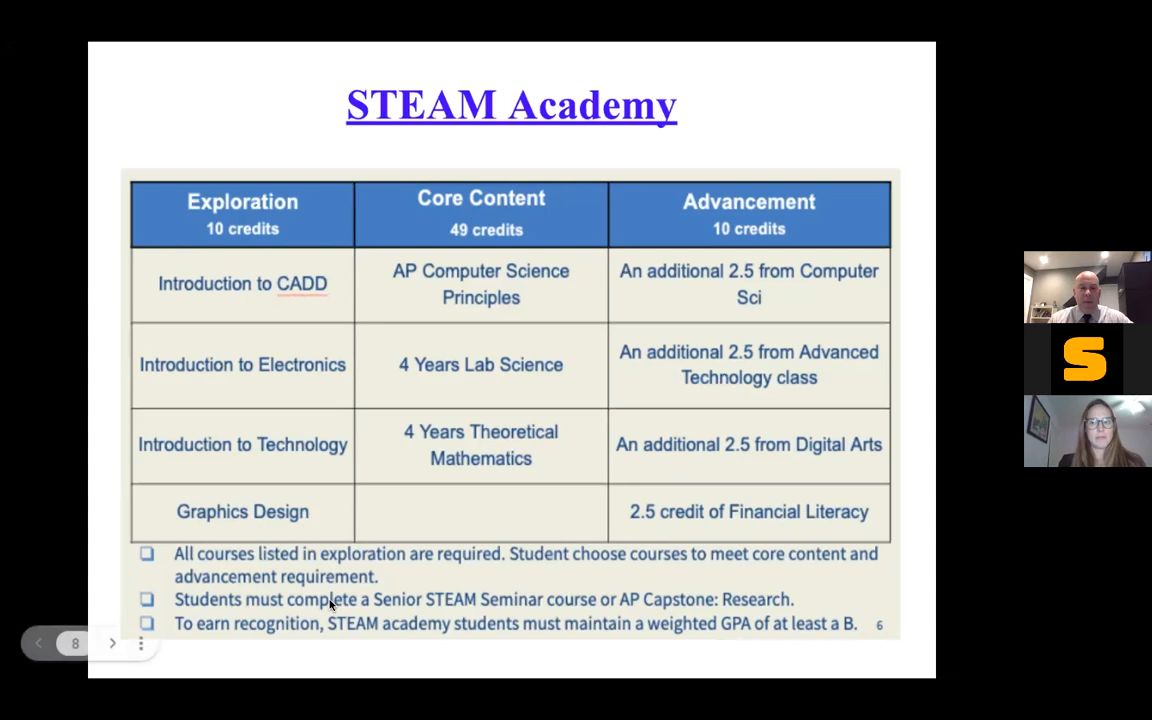 STEAM Academy
Exploration
10 credits
Core Content
49 credits
Advancement
10 credits
Introduction to CADD
AP Computer Science
Principles
An additional 2.5 from Computer
Sci
Introduction to Electronics
4 Years Lab Science
An additional 2.5 from Advanced
Technology class
Introduction to Technology
4 Years Theoretical
Mathematics
An additional 2.5 from Digital Arts
Graphics Design
2.5 credit of Financial Literacy
All courses listed in exploration are required. Student choose courses to meet core content and
advancement requirement.
Students must complete a Senior STEAM Seminar course or AP Capstone: Research.
To earn recognition, STEAM academy students must maintain a weighted GPA of at least a B. 6
8
S